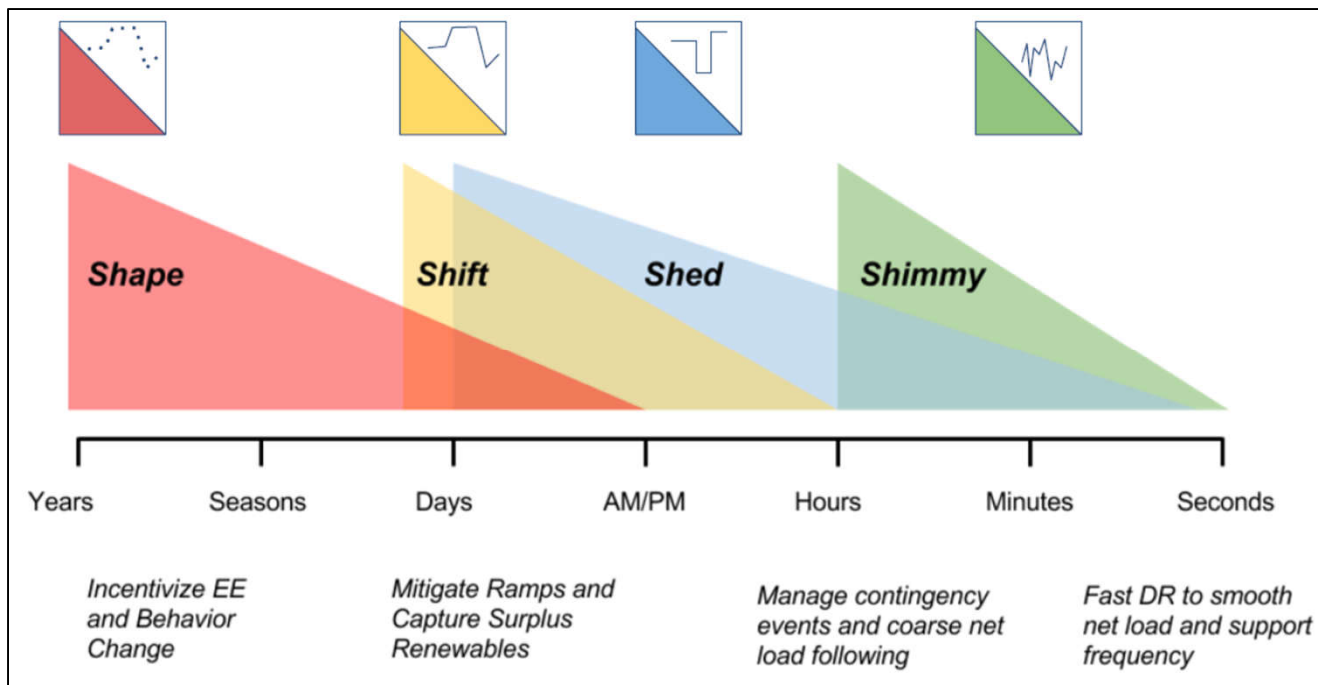 Shape
Shift
Shed
Shimmy
Years
Seasons
Days
AM/PM
Hours
Minutes
Seconds
Incentivize EE
and Behavior
Change
Mitigate Ramps and
Capture Surplus
Renewables
Manage contingency
events and coarse net
load following
Fast DR to smooth
net load and support
frequency